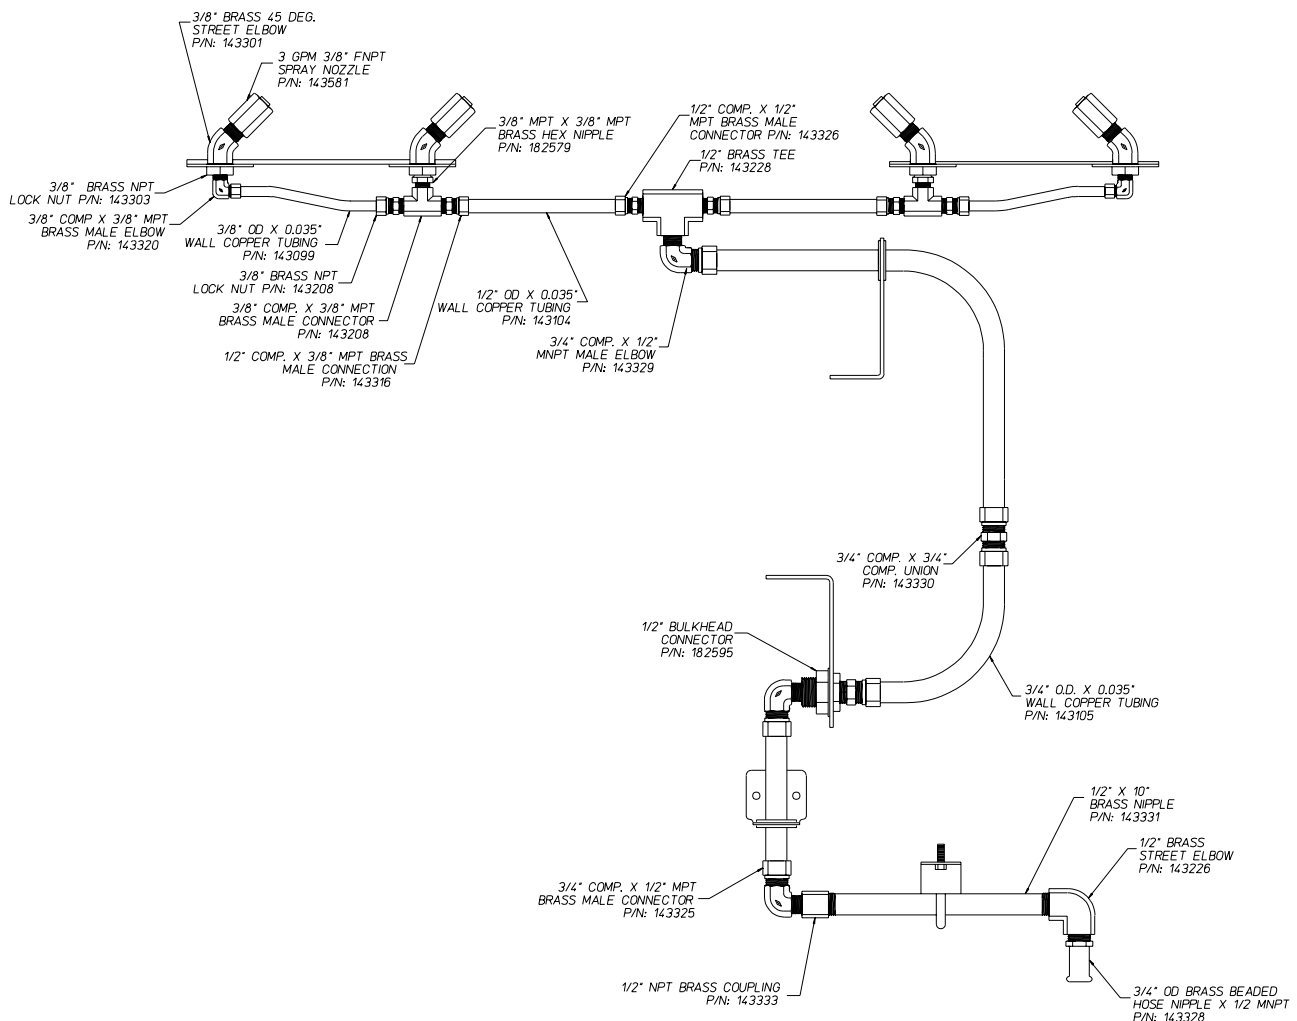 3/8" BRASS 45 DEG.
STREET ELBOW
P/N: 143301
3 GPM 3/8" FNPT
SPRAY NOZZLE
P/N: 143581
3/8" MPT X 3/8" MPT
BRASS HEX NIPPLE
P/N: 182579
1/2" COMP. X 1/2"
MPT BRASS MALE
CONNECTOR P/N: 143326
1/2" BRASS TEE
P/N: 143228
3/8" BRASS NPT
LOCK NUT P/N: 143303
3/8" COMP X 3/8" MPT
BRASS MALE ELBOW
P/N: 143320
3/8" OD X 0.035"
WALL COPPER TUBING
P/N: 143099
3/8" BRASS NPT
LOCK NUT P/N: 143208
3/8" COMP. X 3/8" MPT
BRASS MALE CONNECTOR
P/N: 143208
1/2" COMP. X 3/8" MPT BRASS
MALE CONNECTION
P/N: 143316
1/2" OD X 0.035"
WALL COPPER TUBING
P/N: 143104
3/4" COMP. X 1/2"
MNPT MALE ELBOW
P/N: 143329
3/4" COMP. X 3/4"
COMP. UNION
P/N: 143330
1/2" BULKHEAD
CONNECTOR
P/N: 182595
3/4" O.D. X 0.035"
WALL COPPER TUBING
P/N: 143105
1/2" X 10"
BRASS NIPPLE
P/N: 143331
1/2" BRASS
STREET ELBOW
P/N: 143226
3/4" COMP. X 1/2" MPT
BRASS MALE CONNECTOR
P/N: 143325
1/2" NPT BRASS COUPLING
P/N: 143333
3/4" OD BRASS BEADED
HOSE NIPPLE X 1/2 MNPT
P/N: 143328